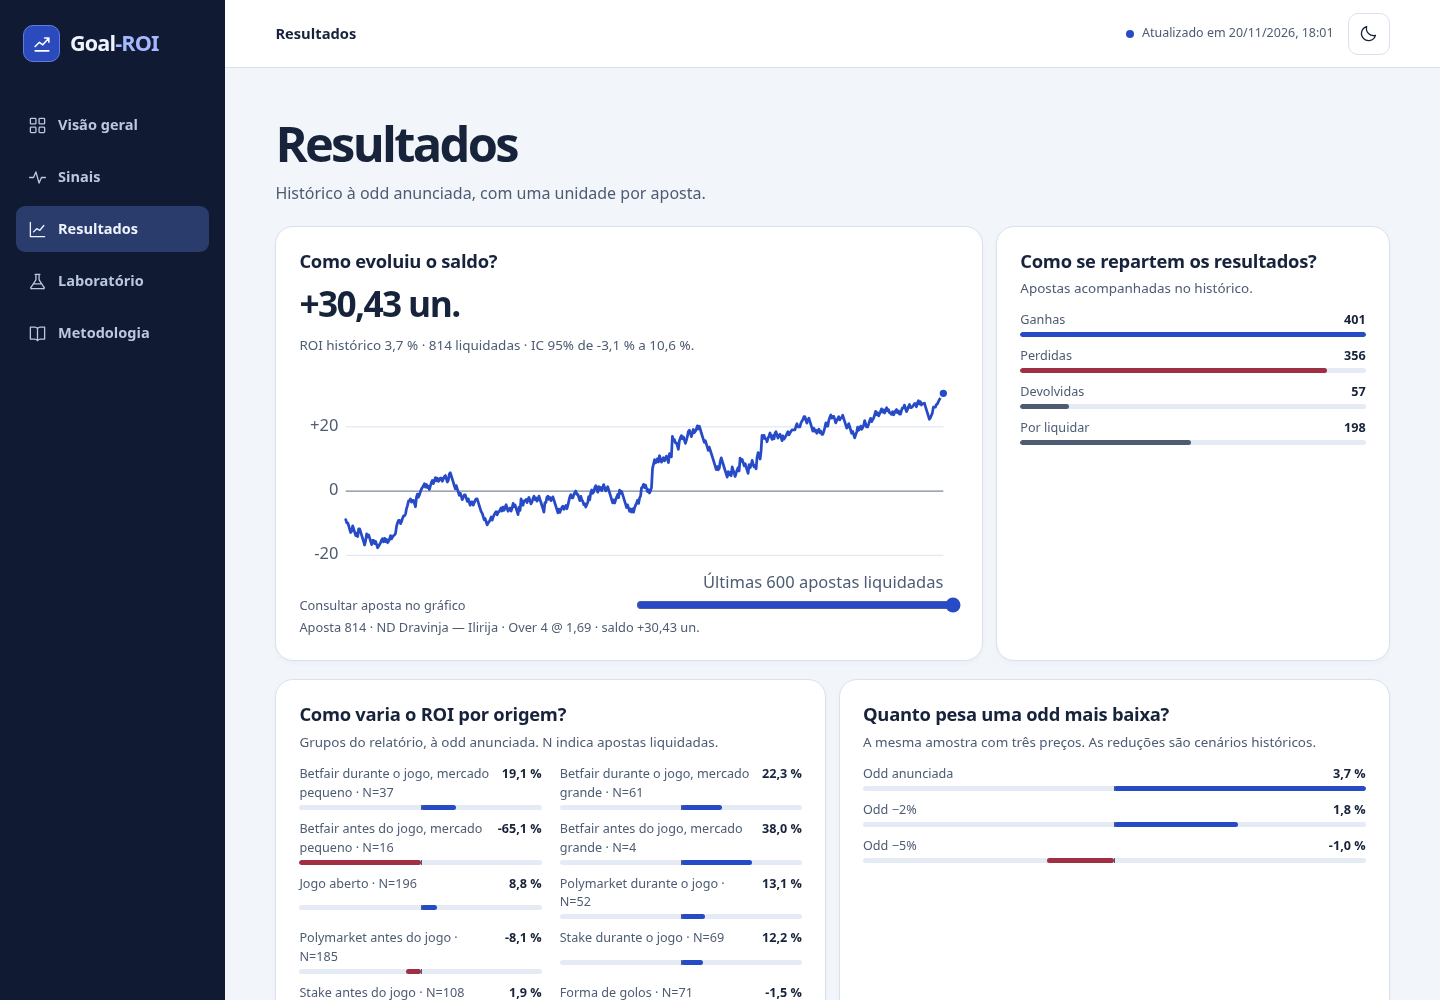 Goal-ROI
Visão geral
Sinais
Resultados
Laboratório
Metodologia
Resultados
Atualizado em 20/11/2026, 18:01
Resultados
Histórico à odd anunciada, com uma unidade por aposta.
Como evoluiu o saldo?
+30,43 un.
ROI histórico 3,7 % · 814 liquidadas · IC 95% de -3,1 % a 10,6 %.
+20
0
-20
Últimas 600 apostas liquidadas
Consultar aposta no gráfico
Aposta 814 · ND Dravinja — Ilirija · Over 4 @ 1,69 · saldo +30,43 un.
Como se repartem os resultados?
Apostas acompanhadas no histórico.
Ganhas 401
Perdidas 356
Devolvidas 57
Por liquidar 198
Como varia o ROI por origem?
Grupos do relatório, à odd anunciada. N indica apostas liquidadas.
Betfair durante o jogo, mercado 19,1 %
pequeno · N=37
Betfair durante o jogo, mercado 22,3 %
grande · N=61
Betfair antes do jogo, mercado -65,1 %
pequeno · N=16
Betfair antes do jogo, mercado 38,0 %
grande · N=4
Jogo aberto · N=196 8,8 %
Polymarket durante o jogo · 13,1 %
N=52
Polymarket antes do jogo · -8,1 %
N=185
Stake durante o jogo · N=69 12,2 %
Stake antes do jogo · N=108 1,9 %
Forma de golos · N=71 -1,5 %
Quanto pesa uma odd mais baixa?
A mesma amostra com três preços. As reduções são cenários históricos.
Odd anunciada 3,7 %
Odd −2% 1,8 %
Odd −5% -1,0 %